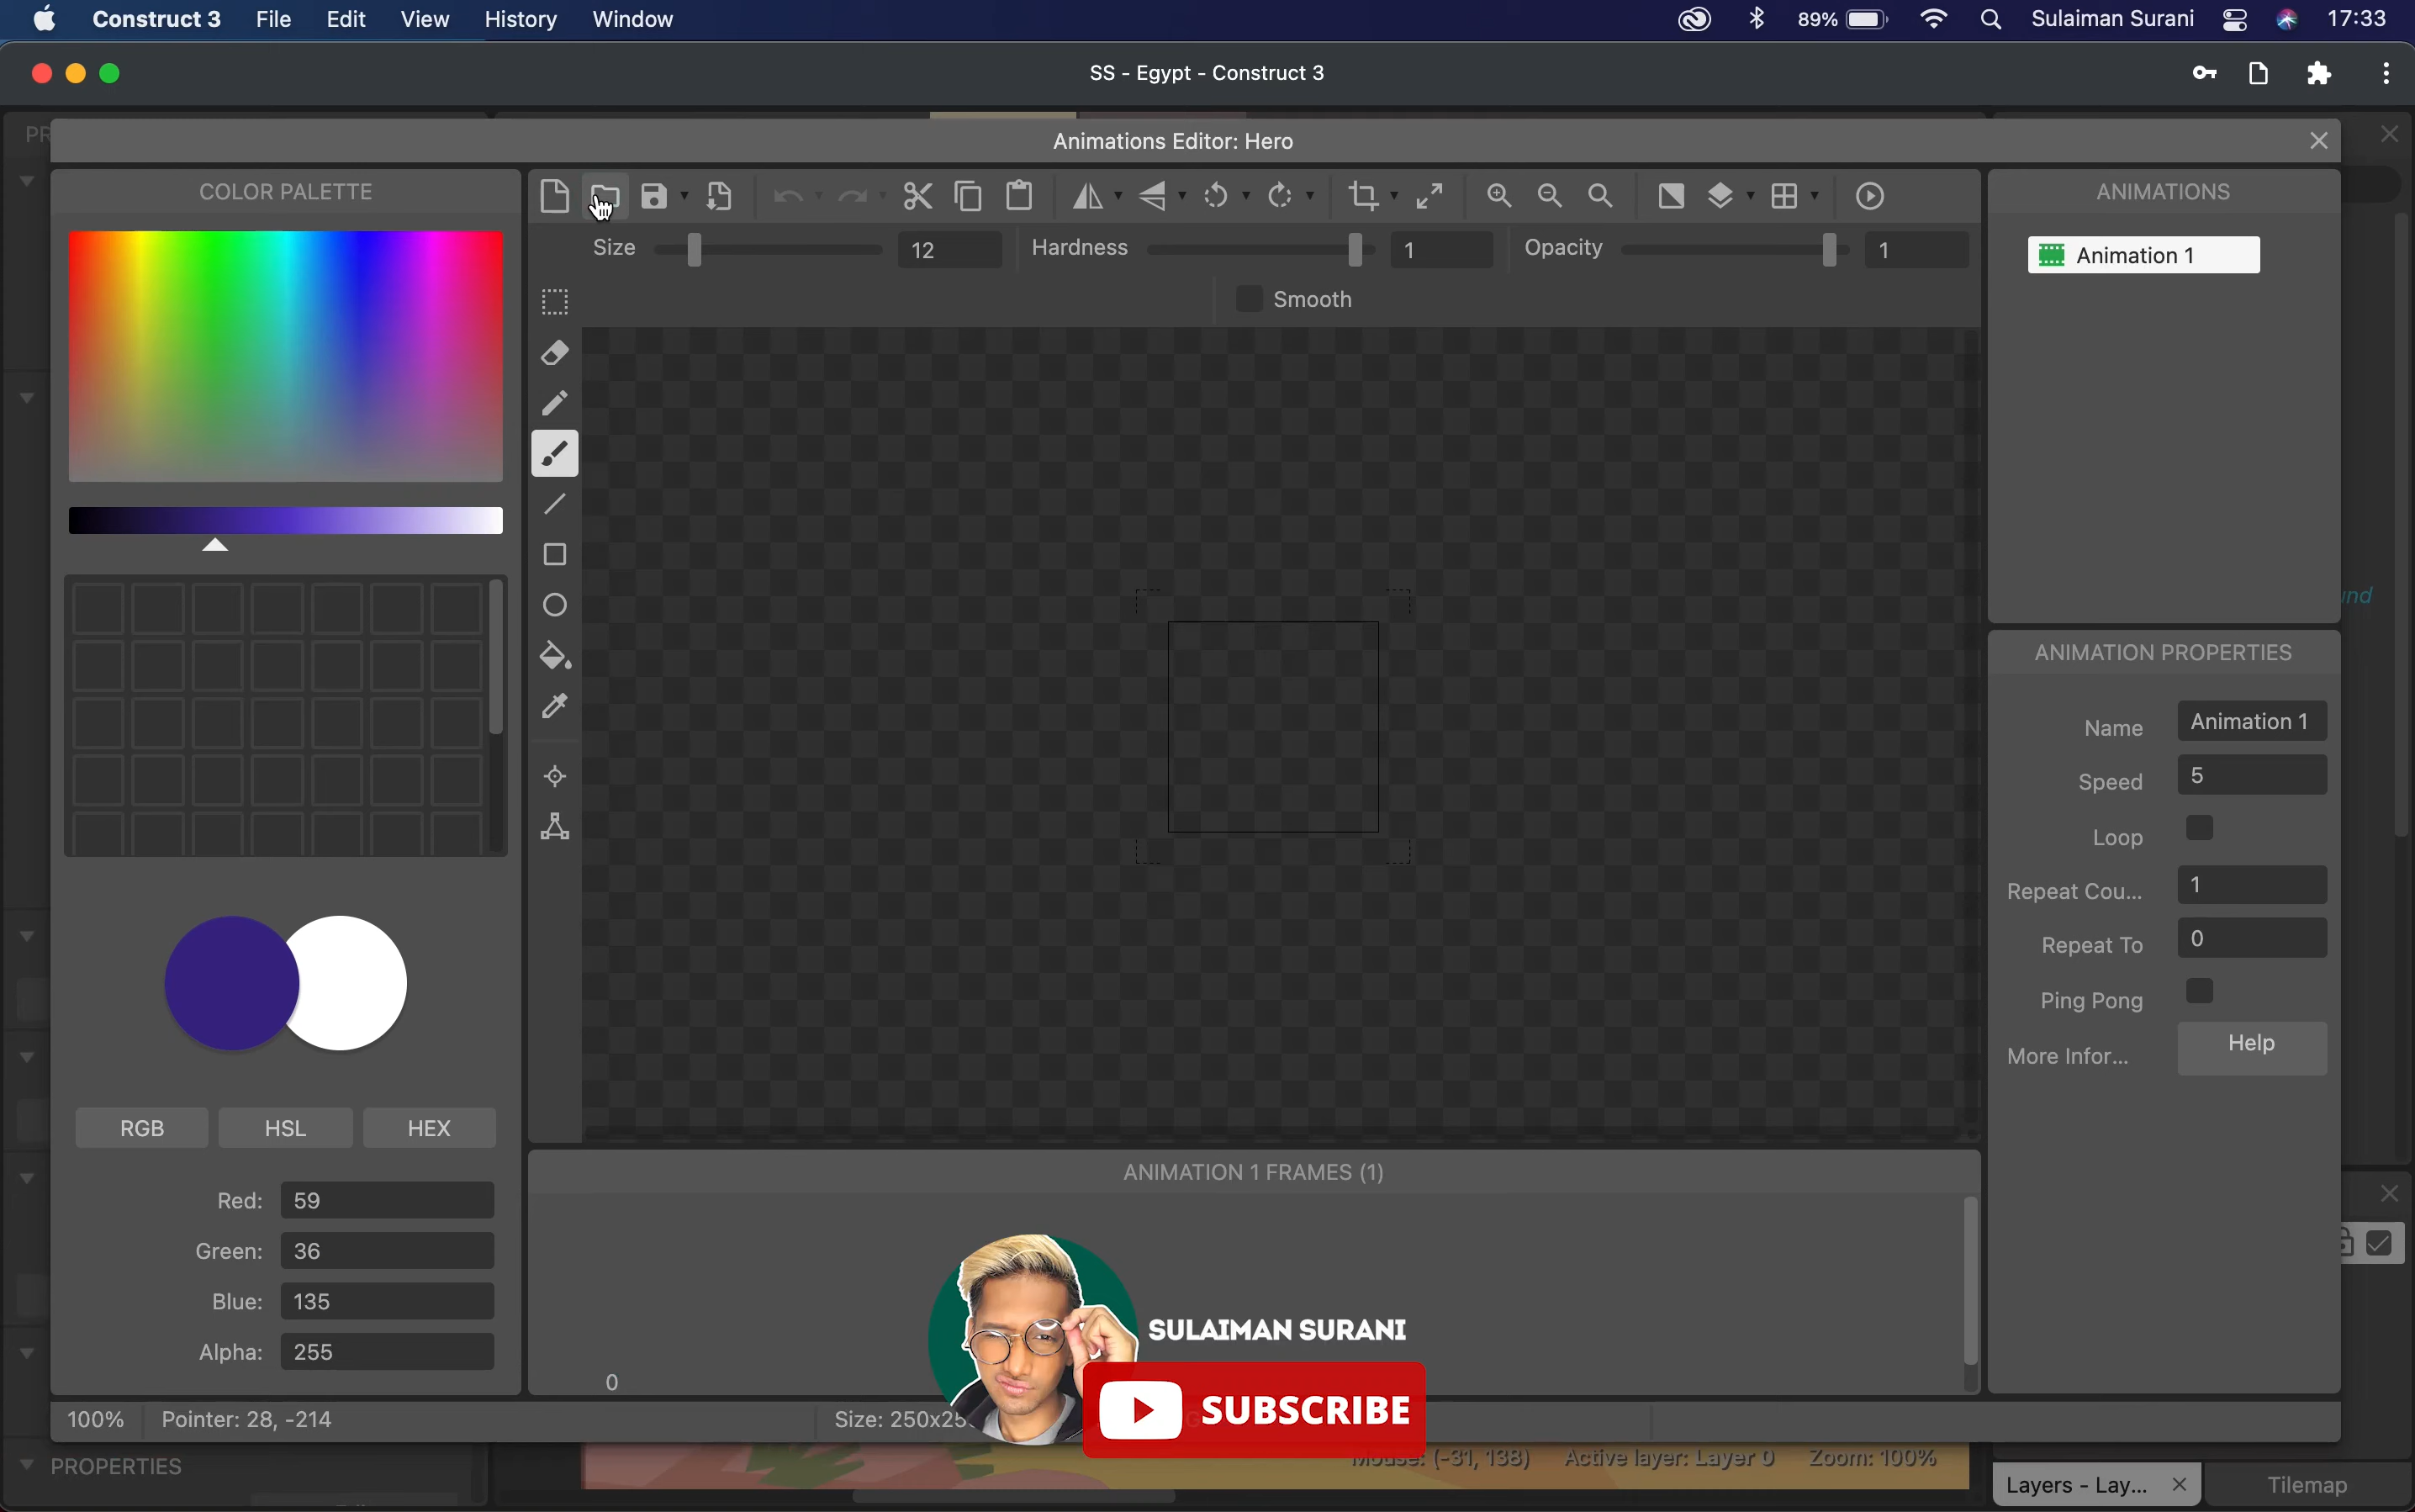 Construct 3 File Edit View History Window 89% Sulaiman Surani 17:33
SS - Egypt - Construct 3
Animations Editor: Hero
COLOR PALETTE
ANIMATIONS
Size 12 Hardness 1 Opacity 1
Animation 1
Smooth
ANIMATION PROPERTIES
Name Animation 1
Speed 5
Loop
Repeat Cou... 1
Repeat To 0
Ping Pong
More Infor... Help
RGB HSL HEX
Red: 59
Green: 36
Blue: 135
Alpha: 255
ANIMATION 1 FRAMES (1)
0
SULAIMAN SURANI
SUBSCRIBE
100% Pointer: 28, -214
Mouse: (-31, 138) Active layer: Layer 0 Zoom: 100%
PROPERTIES
Layers - Lay... Tilemap